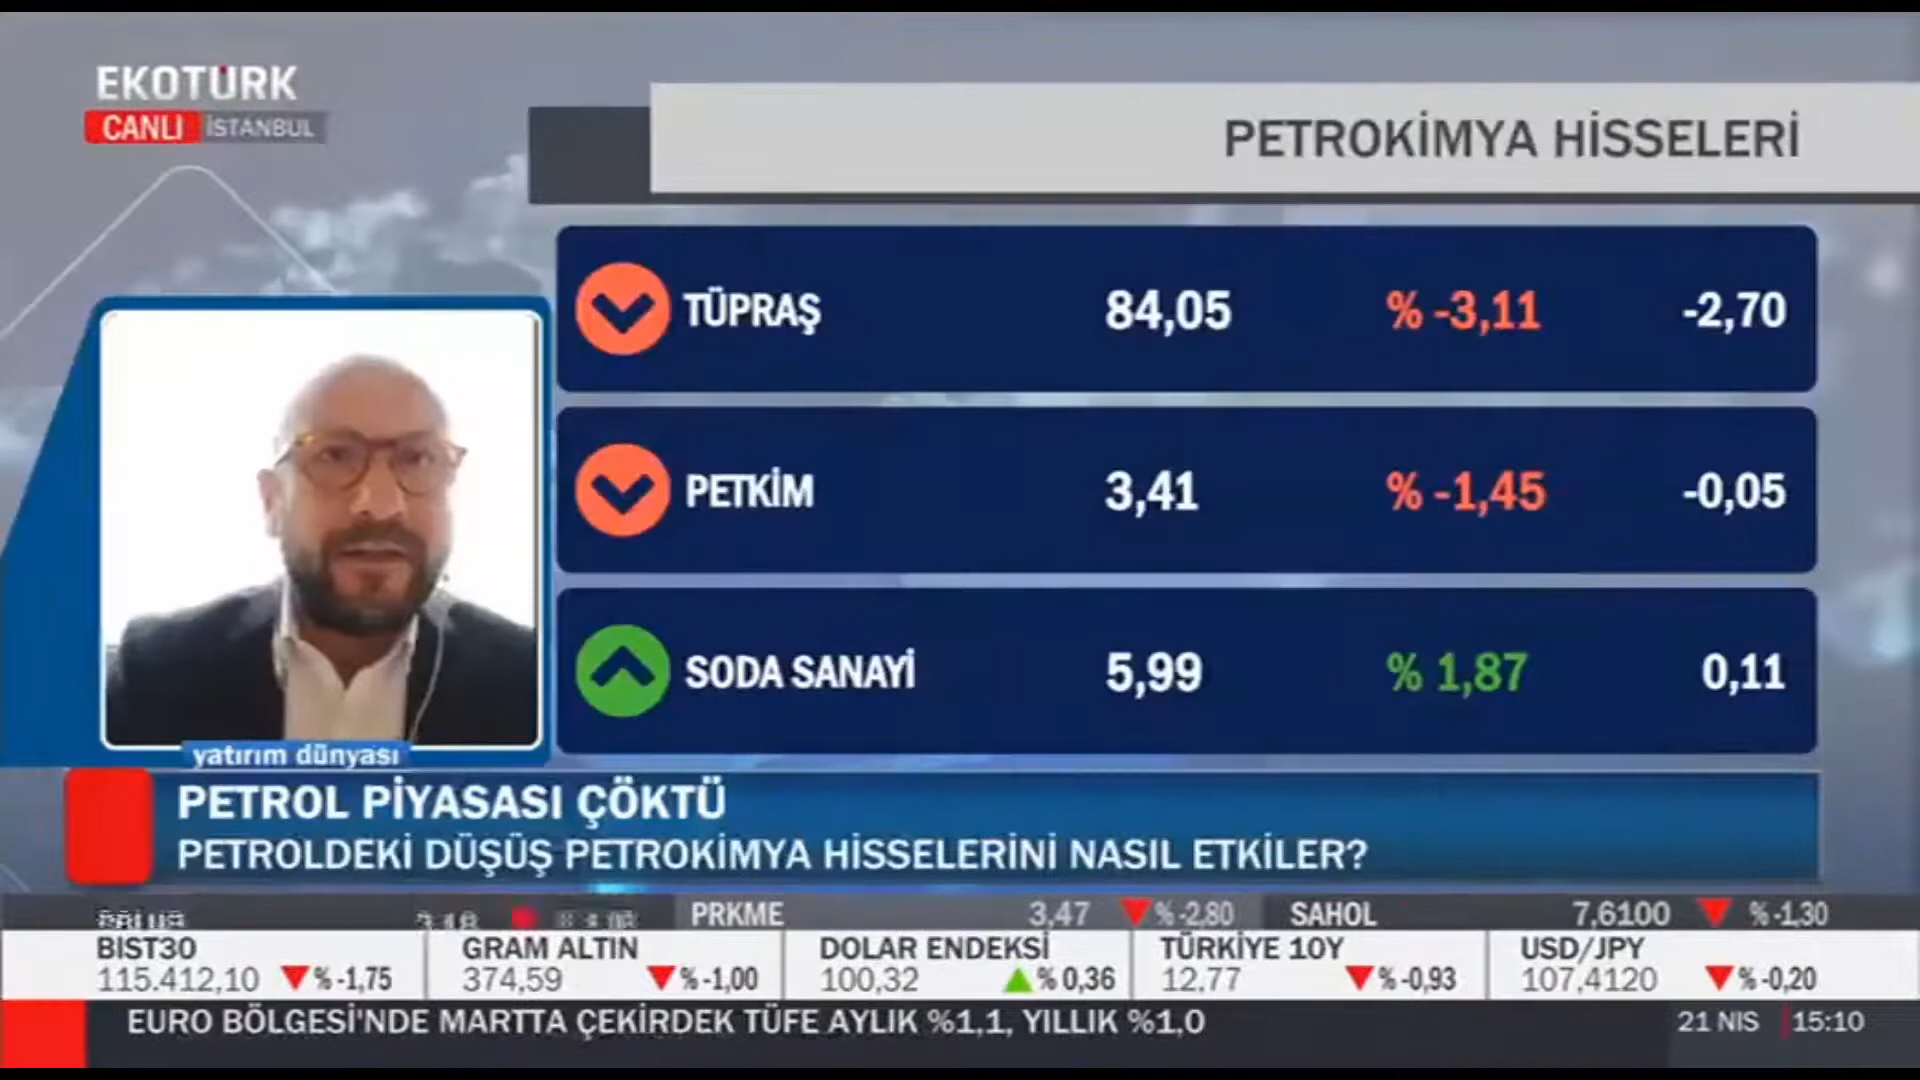 EKOTÜRK
CANLI İSTANBUL
PETROKİMYA HİSSELERİ
TÜPRAŞ 84,05 % -3,11 -2,70
PETKİM 3,41 % -1,45 -0,05
SODA SANAYİ 5,99 % 1,87 0,11
yatırım dünyası
PETROL PİYASASI ÇÖKTÜ
PETROLDEKİ DÜŞÜŞ PETROKİMYA HİSSELERİNİ NASIL ETKİLER?
PRKME 3,47 %-2,80 SAHOL 7,6100 %-1,30
BIST30 GRAM ALTIN DOLAR ENDEKSİ TÜRKİYE 10Y USD/JPY
115.412,10 %-1,75 374,59 %-1,00 100,32 %0,36 12,77 %-0,93 107,4120 %-0,20
EURO BÖLGESİ'NDE MARTTA ÇEKİRDEK TÜFE AYLIK %1,1, YILLIK %1,0 21 NIS 15:10